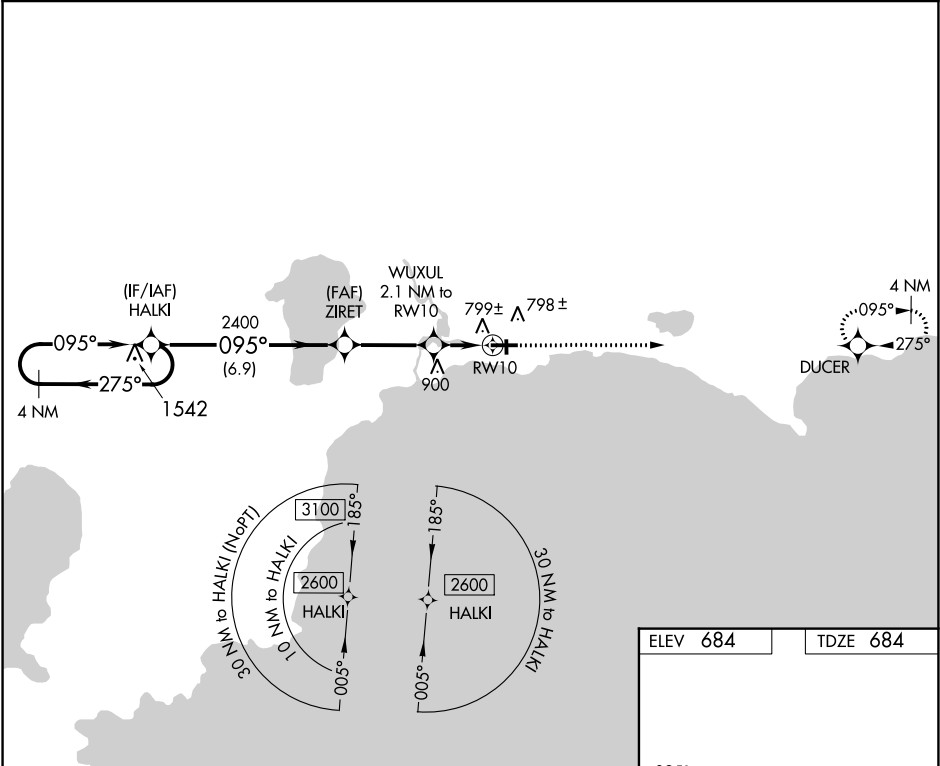 (IF/IAF)
HALKI
095°
275°
4 NM
1542
2400
095°
(6.9)
(FAF)
ZIRET
WUXUL
2.1 NM to
RW10
900
799±
798±
RW10
4 NM
095°
275°
DUCER
30 NM to HALKI (NoPT)
10 NM to HALKI
3100
185°
2600
HALKI
005°
185°
2600
HALKI
30 NM to HALKI
005°
ELEV 684
TDZE 684